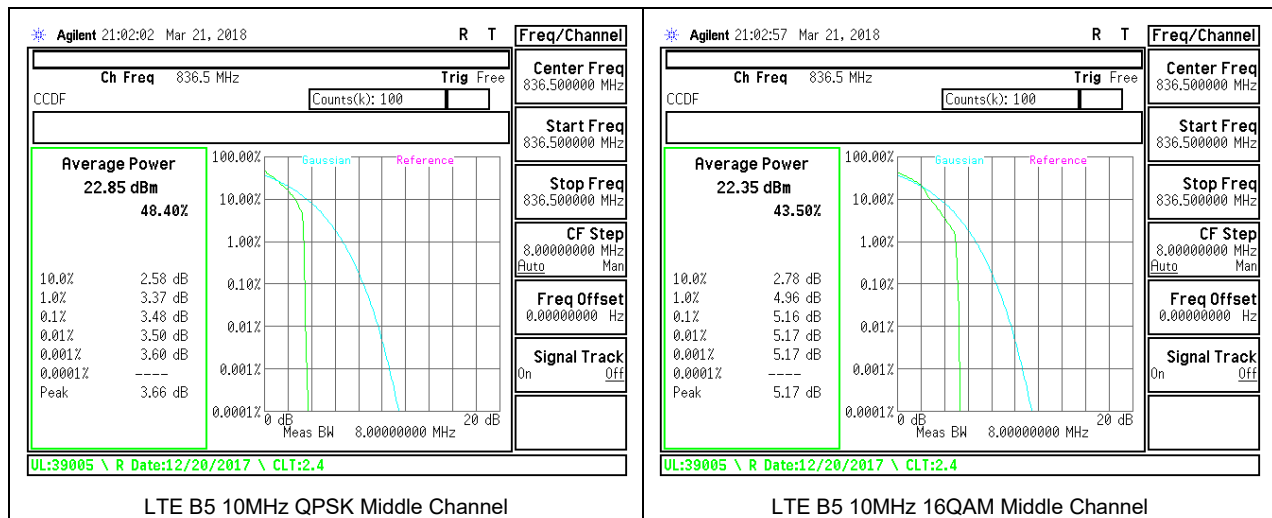 Agilent 21:02:02 Mar 21, 2018 R T
Freq/Channel
Ch Freq 836.5 MHz Trig Free
CCDF Counts(k): 100
Average Power
22.85 dBm
48.40%
10.0% 2.58 dB
1.0% 3.37 dB
0.1% 3.48 dB
0.01% 3.50 dB
0.001% 3.60 dB
0.0001% ----
Peak 3.66 dB
Gaussian Reference
100.00%
10.00%
1.00%
0.10%
0.01%
0.001%
0.0001%
0 dB 20 dB
Meas BW 8.00000000 MHz
Center Freq
836.500000 MHz
Start Freq
836.500000 MHz
Stop Freq
836.500000 MHz
CF Step
8.00000000 MHz
Auto Man
Freq Offset
0.00000000 Hz
Signal Track
On Off
UL:39005 \ R Date:12/20/2017 \ CLT:2.4
LTE B5 10MHz QPSK Middle Channel
Agilent 21:02:57 Mar 21, 2018 R T
Freq/Channel
Ch Freq 836.5 MHz Trig Free
CCDF Counts(k): 100
Average Power
22.35 dBm
43.50%
10.0% 2.78 dB
1.0% 4.96 dB
0.1% 5.16 dB
0.01% 5.17 dB
0.001% 5.17 dB
0.0001% ----
Peak 5.17 dB
Gaussian Reference
100.00%
10.00%
1.00%
0.10%
0.01%
0.001%
0.0001%
0 dB 20 dB
Meas BW 8.00000000 MHz
Center Freq
836.500000 MHz
Start Freq
836.500000 MHz
Stop Freq
836.500000 MHz
CF Step
8.00000000 MHz
Auto Man
Freq Offset
0.00000000 Hz
Signal Track
On Off
UL:39005 \ R Date:12/20/2017 \ CLT:2.4
LTE B5 10MHz 16QAM Middle Channel